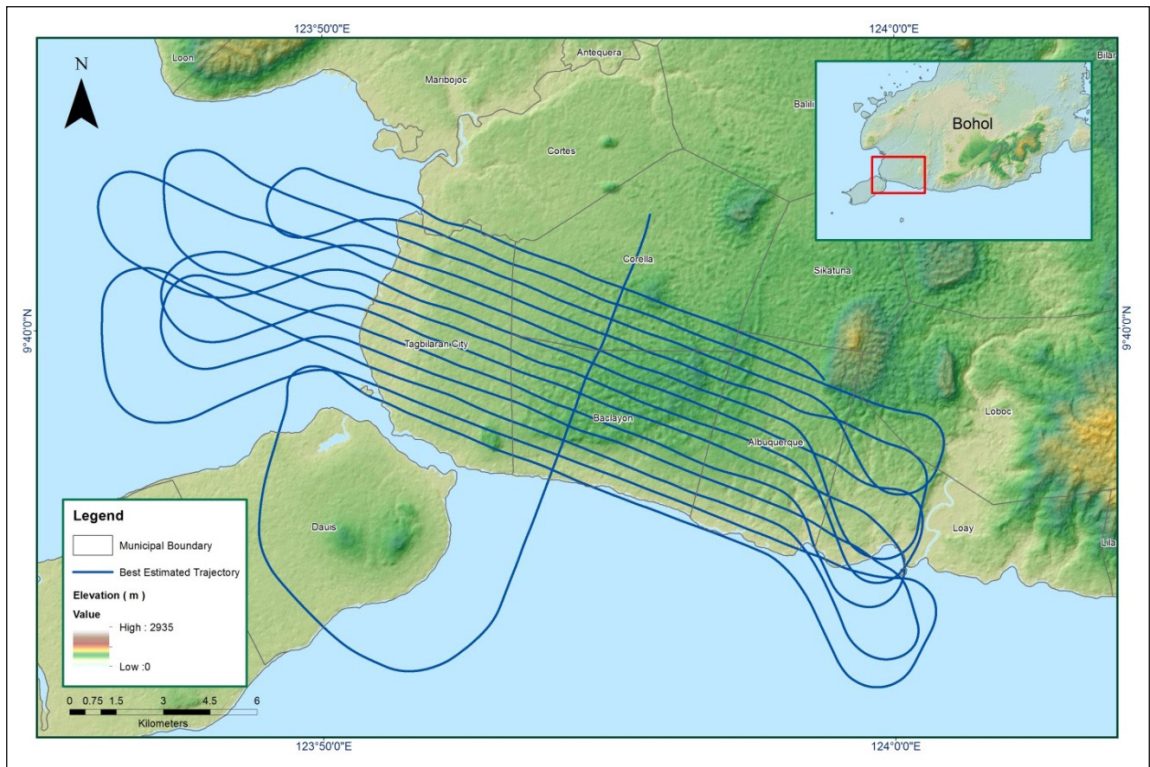 123°50'0"E
124°0'0"E
N
Loon
Antequera
Bilar
Maribojoc
Balili
Cortes
Bohol
Corella
Sikatuna
9°40'0"N
9°40'0"N
Tagbilaran City
Baclayon
Loboc
Albuquerque
Dauis
Loay
Lila
Legend
Municipal Boundary
Best Estimated Trajectory
Elevation ( m )
Value
High : 2935
Low :0
0 0.75 1.5 3 4.5 6
Kilometers
123°50'0"E
124°0'0"E